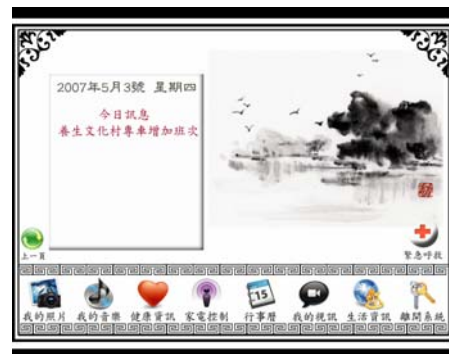 2007年5月3號 星期四
今日訊息
養生文化村專車增加班次
上一頁
緊急呼救
15
我的照片 我的音樂 健康資訊 家電控制 行事曆 我的視訊 生活資訊 離開系統